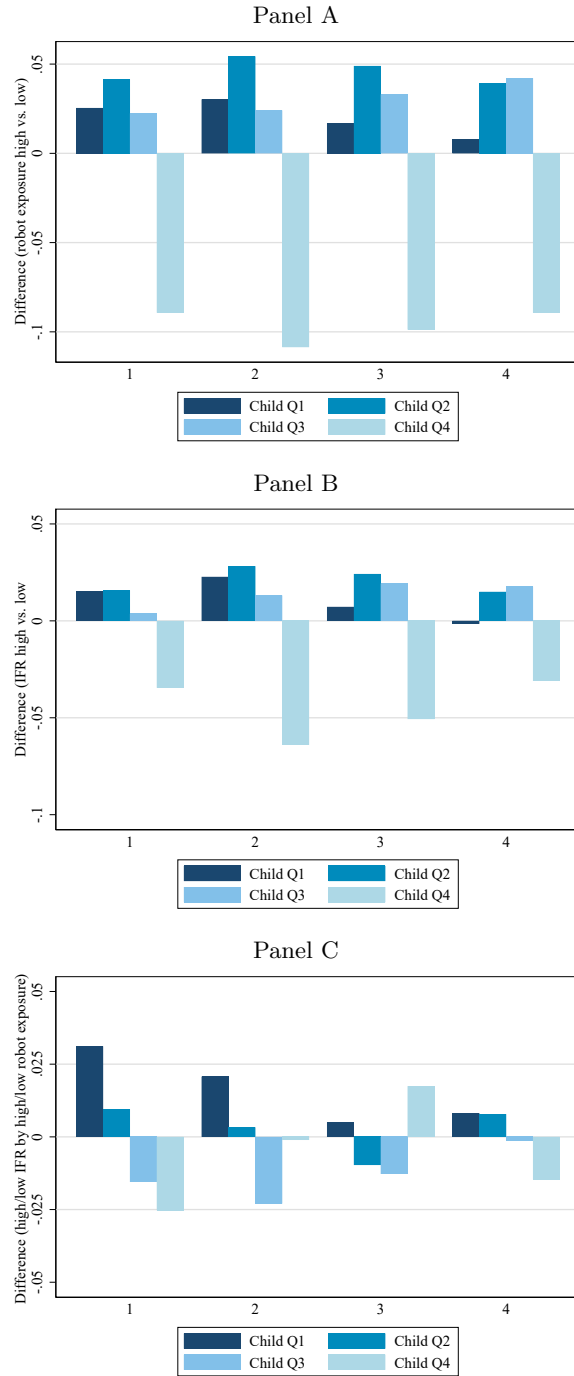 Panel A
Difference (robot exposure high vs. low)
.05
0
-.05
-.1
1 2 3 4
Child Q1 Child Q2
Child Q3 Child Q4
Panel B
Difference (IFR high vs. low
.05
0
-.05
-.1
1 2 3 4
Child Q1 Child Q2
Child Q3 Child Q4
Panel C
Difference (high/low IFR by high/low robot exposure)
.05
.025
0
-.025
-.05
1 2 3 4
Child Q1 Child Q2
Child Q3 Child Q4